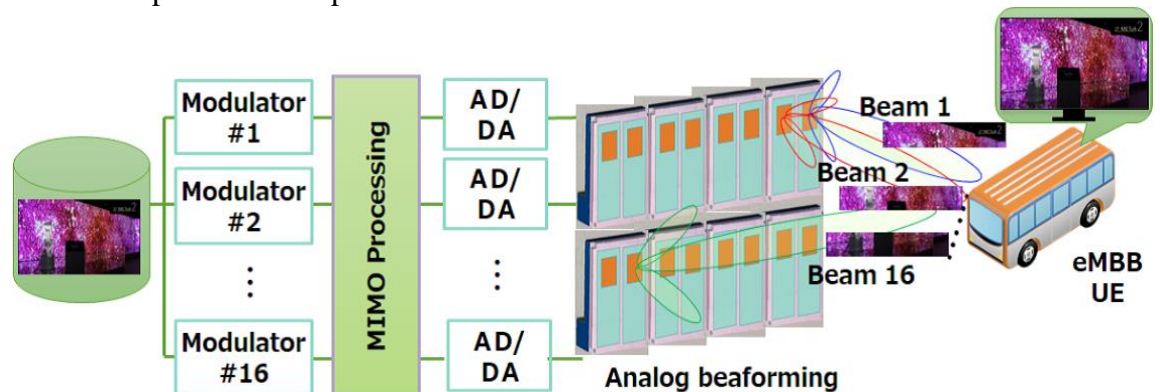 Modulator
#1
Modulator
#2
Modulator
#16
MIMO Processing
AD/
DA
AD/
DA
AD/
DA
Analog beaforming
Beam 1
Beam 2
Beam 16
eMBB
UE